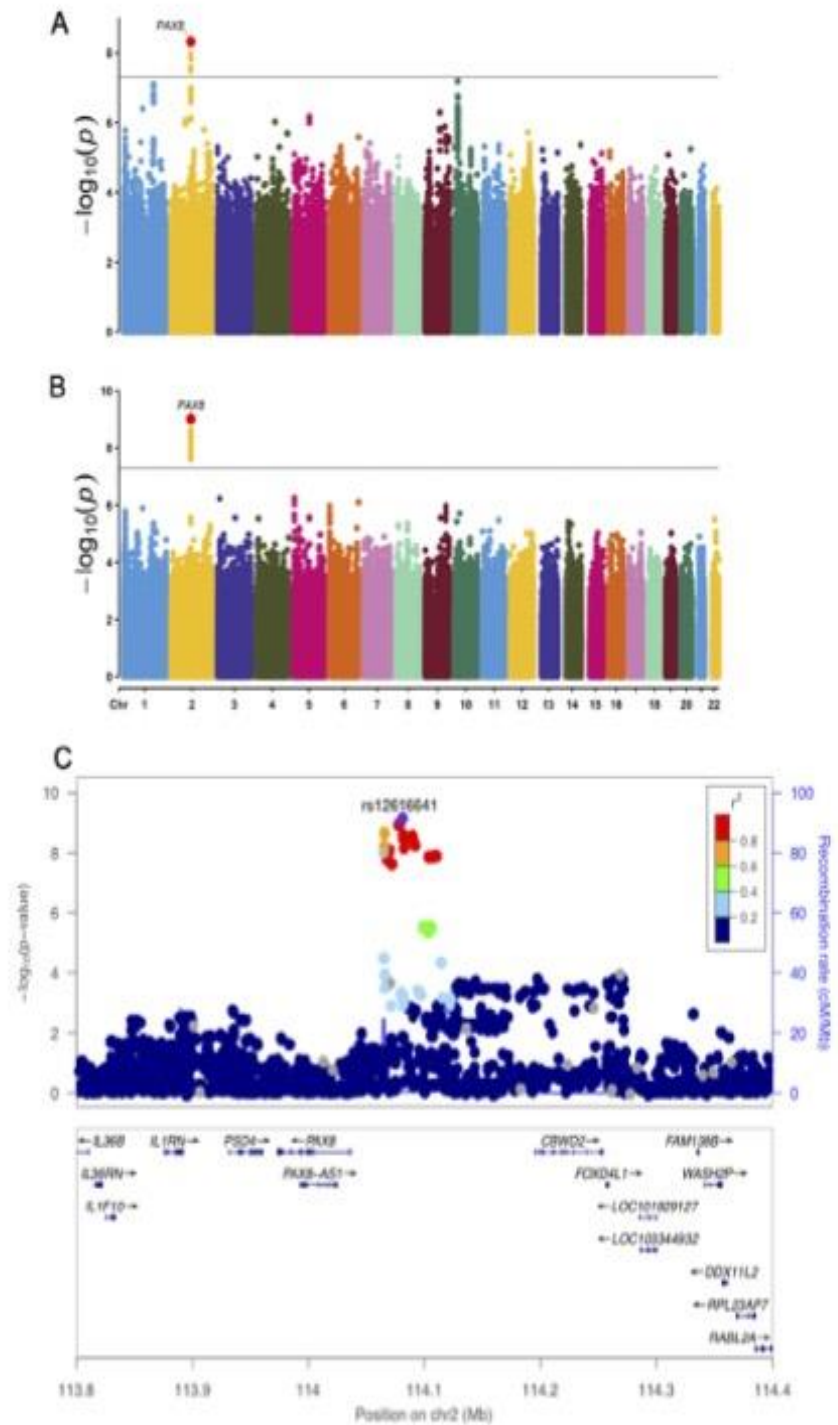 A
PAX8
8
6
4
2
0
−log₁₀(p)
B
PAX8
10
8
6
4
2
0
−log₁₀(p)
Chr 1 2 3 4 5 6 7 8 9 10 11 12 13 14 15 16 18 20 22
C
rs12616641
r²
0.8
0.6
0.4
0.2
10
8
6
4
2
0
−log₁₀(p−value)
100
80
60
40
20
0
Recombination rate (cM/Mb)
←IL36B IL1RN→ PSD4→ ←PAX8 CBWD2→ FAM138B→
IL36RN→ PAX8-AS1→ FOXD4L1→ WASH2P→
IL1F10→ ←LOC101929127
←LOC103344932
←DDX11L2
←RPL23AP7
RABL2A→
113.8 113.9 114 114.1 114.2 114.3 114.4
Position on chr2 (Mb)